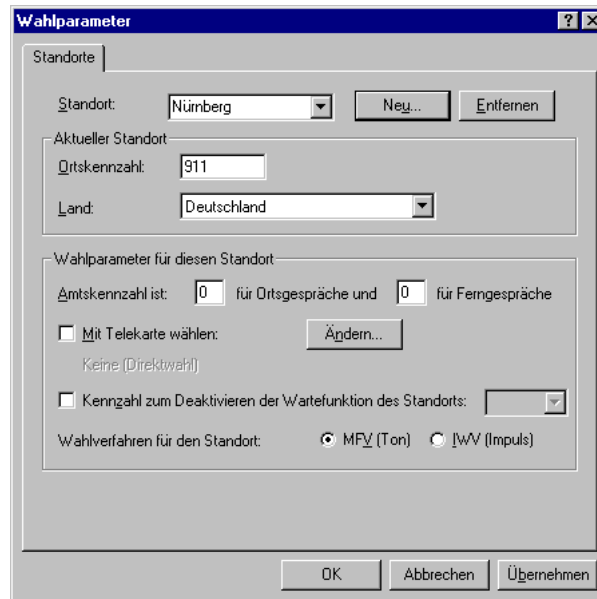 Wahlparameter
Standorte
Standort: Nürnberg Neu... Entfernen
Aktueller Standort
Ortskennzahl: 911
Land: Deutschland
Wahlparameter für diesen Standort
Amtskennzahl ist: 0 für Ortsgespräche und 0 für Ferngespräche
Mit Telekarte wählen: Ändern...
Keine (Direktwahl)
Kennzahl zum Deaktivieren der Wartefunktion des Standorts:
Wahlverfahren für den Standort: MFV (Ton) IWV (Impuls)
OK Abbrechen Übernehmen